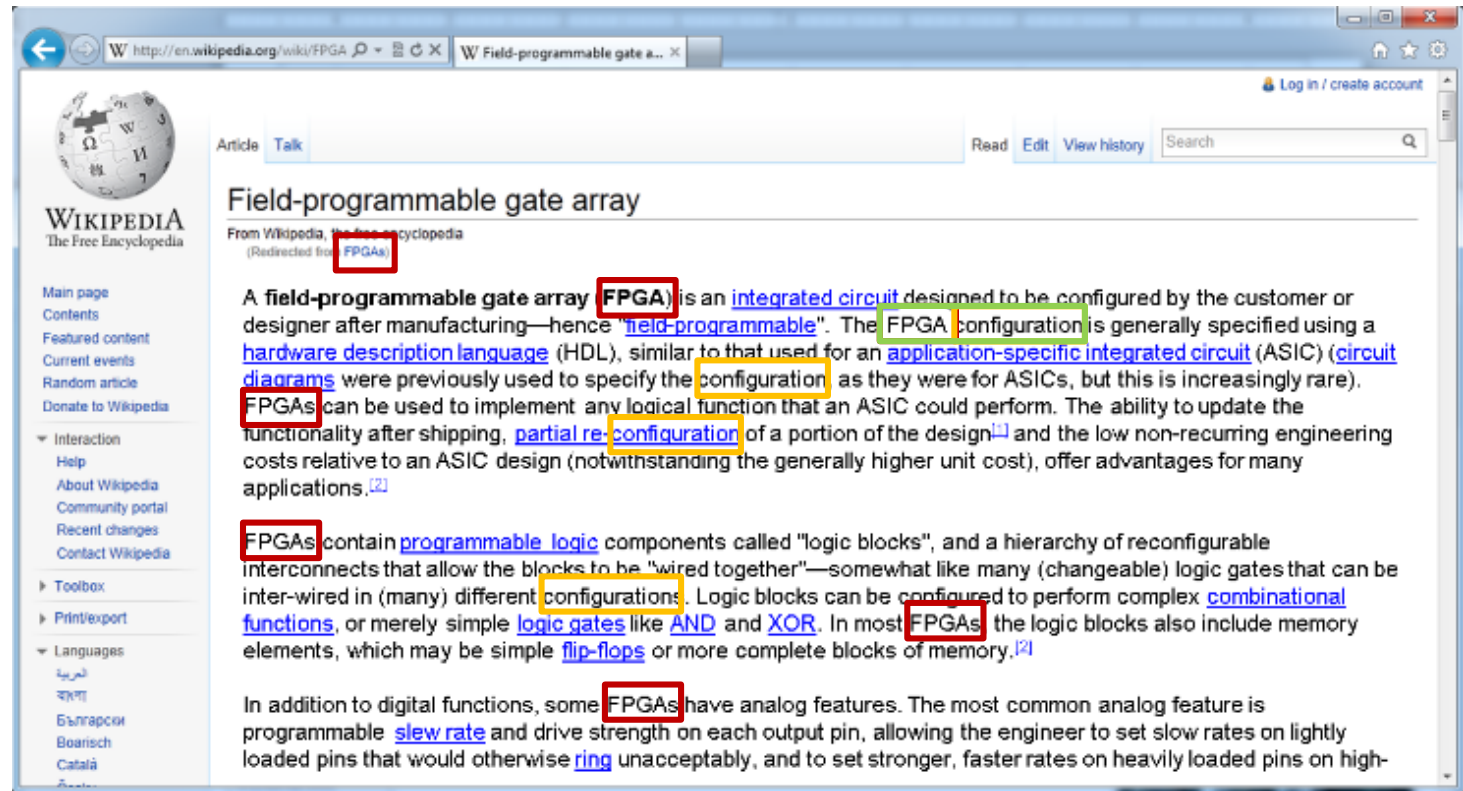 http://en.wikipedia.org/wiki/FPGA
W Field-programmable gate a...
Log in / create account
Article Talk
Read Edit View history Search
WIKIPEDIA
The Free Encyclopedia
Field-programmable gate array
From Wikipedia, the free encyclopedia
(Redirected from FPGAs)
Main page
Contents
Featured content
Current events
Random article
Donate to Wikipedia
Interaction
Help
About Wikipedia
Community portal
Recent changes
Contact Wikipedia
Toolbox
Print/export
Languages
العربية
বাংলা
Български
Boarisch
Català
A field-programmable gate array (FPGA) is an integrated circuit designed to be configured by the customer or
designer after manufacturing—hence "field-programmable". The FPGA configuration is generally specified using a
hardware description language (HDL), similar to that used for an application-specific integrated circuit (ASIC) (circuit
diagrams were previously used to specify the configuration, as they were for ASICs, but this is increasingly rare).
FPGAs can be used to implement any logical function that an ASIC could perform. The ability to update the
functionality after shipping, partial re-configuration of a portion of the design[1] and the low non-recurring engineering
costs relative to an ASIC design (notwithstanding the generally higher unit cost), offer advantages for many
applications.[2]
FPGAs contain programmable logic components called "logic blocks", and a hierarchy of reconfigurable
interconnects that allow the blocks to be "wired together"—somewhat like many (changeable) logic gates that can be
inter-wired in (many) different configurations. Logic blocks can be configured to perform complex combinational
functions, or merely simple logic gates like AND and XOR. In most FPGAs, the logic blocks also include memory
elements, which may be simple flip-flops or more complete blocks of memory.[2]
In addition to digital functions, some FPGAs have analog features. The most common analog feature is
programmable slew rate and drive strength on each output pin, allowing the engineer to set slow rates on lightly
loaded pins that would otherwise ring unacceptably, and to set stronger, faster rates on heavily loaded pins on high-